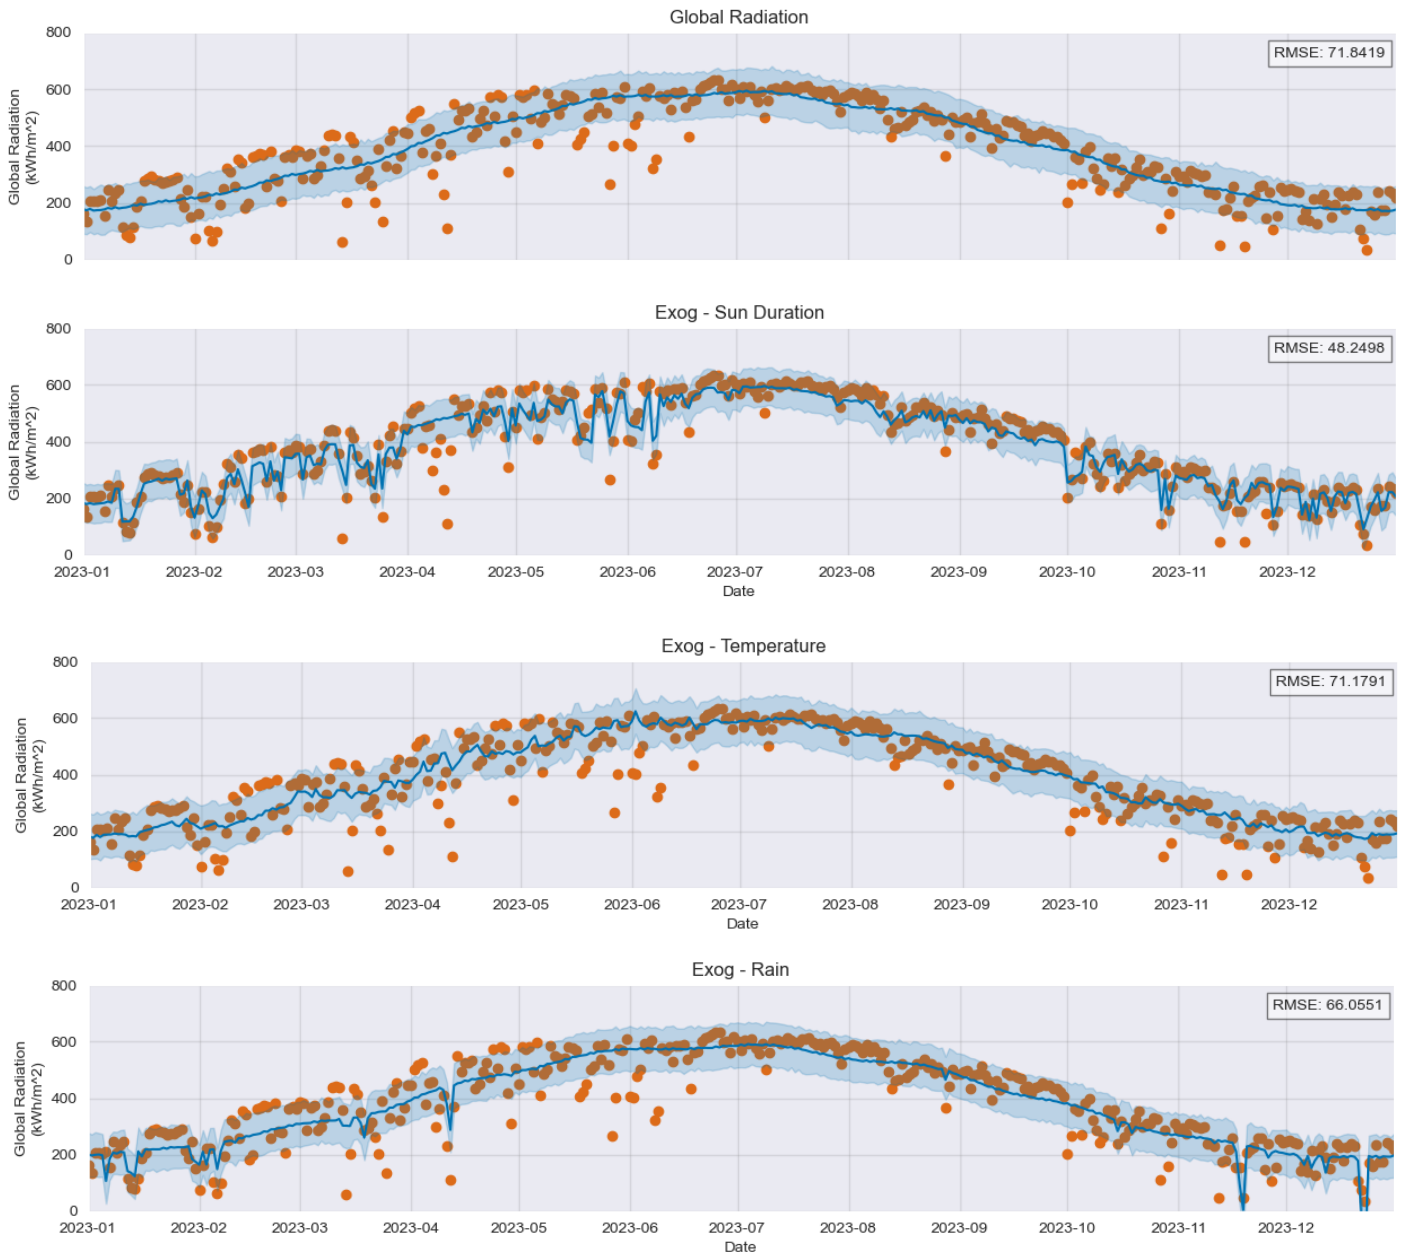 Global Radiation
800
RMSE: 71.8419
600
400
200
0
Global Radiation
(kWh/m^2)
Exog - Sun Duration
800
RMSE: 48.2498
600
400
200
0
Global Radiation
(kWh/m^2)
2023-01 2023-02 2023-03 2023-04 2023-05 2023-06 2023-07 2023-08 2023-09 2023-10 2023-11 2023-12
Date
Exog - Temperature
800
RMSE: 71.1791
600
400
200
0
Global Radiation
(kWh/m^2)
2023-01 2023-02 2023-03 2023-04 2023-05 2023-06 2023-07 2023-08 2023-09 2023-10 2023-11 2023-12
Date
Exog - Rain
800
RMSE: 66.0551
600
400
200
0
Global Radiation
(kWh/m^2)
2023-01 2023-02 2023-03 2023-04 2023-05 2023-06 2023-07 2023-08 2023-09 2023-10 2023-11 2023-12
Date